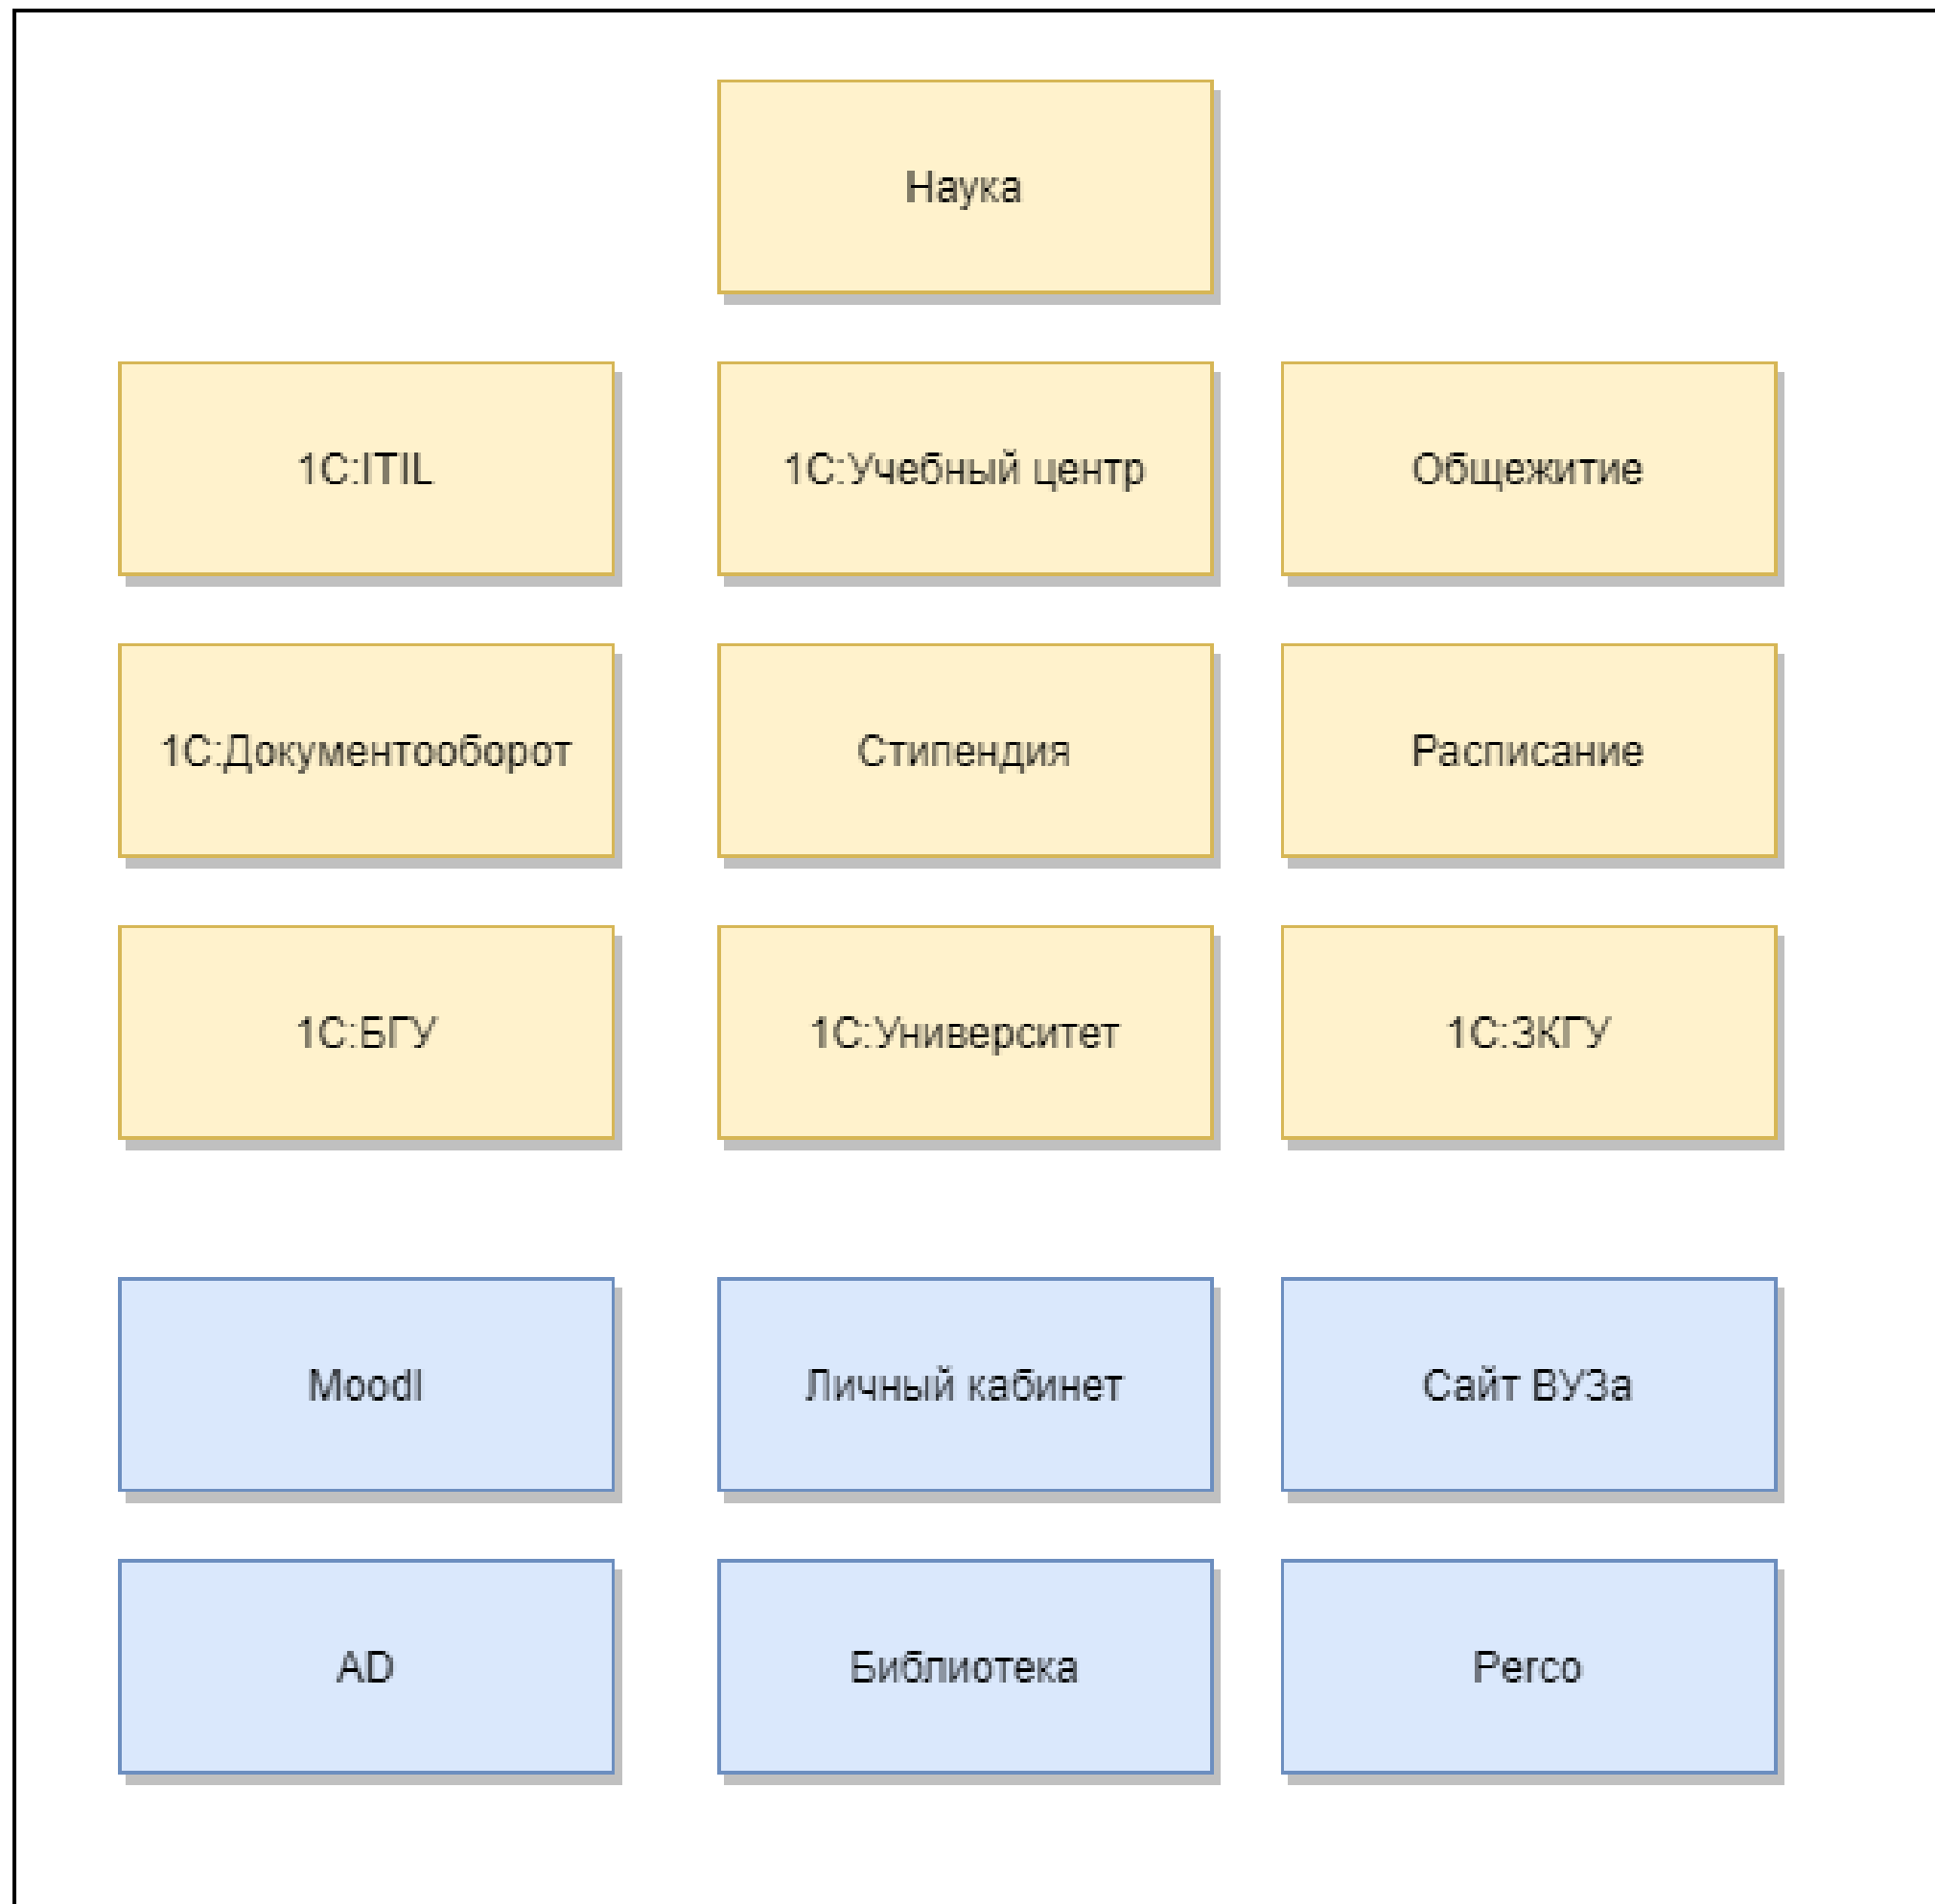 Наука
1С:ITIL
1С:Учебный центр
Общежитие
1С:Документооборот
Стипендия
Расписание
1С:БГУ
1С:Университет
1С:ЗКГУ
Moodl
Личный кабинет
Сайт ВУЗа
AD
Библиотека
Perco